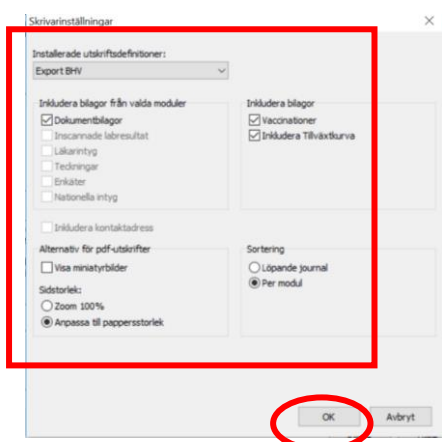 Skrivarinställningar
Installerade utskriftsdefinitioner:
Export BHV
Inkludera bilagor från valda moduler
Dokumentbilagor
Inscannade labresultat
Läkarintyg
Teckningar
Enkäter
Nationella intyg
Inkludera bilagor
Vaccinationer
Inkludera Tillväxtkurva
Inkludera kontaktadress
Alternativ för pdf-utskrifter
Visa miniatyrbilder
Sidstorlek:
Zoom 100%
Anpassa till pappersstorlek
Sortering
Löpande journal
Per modul
OK
Avbryt